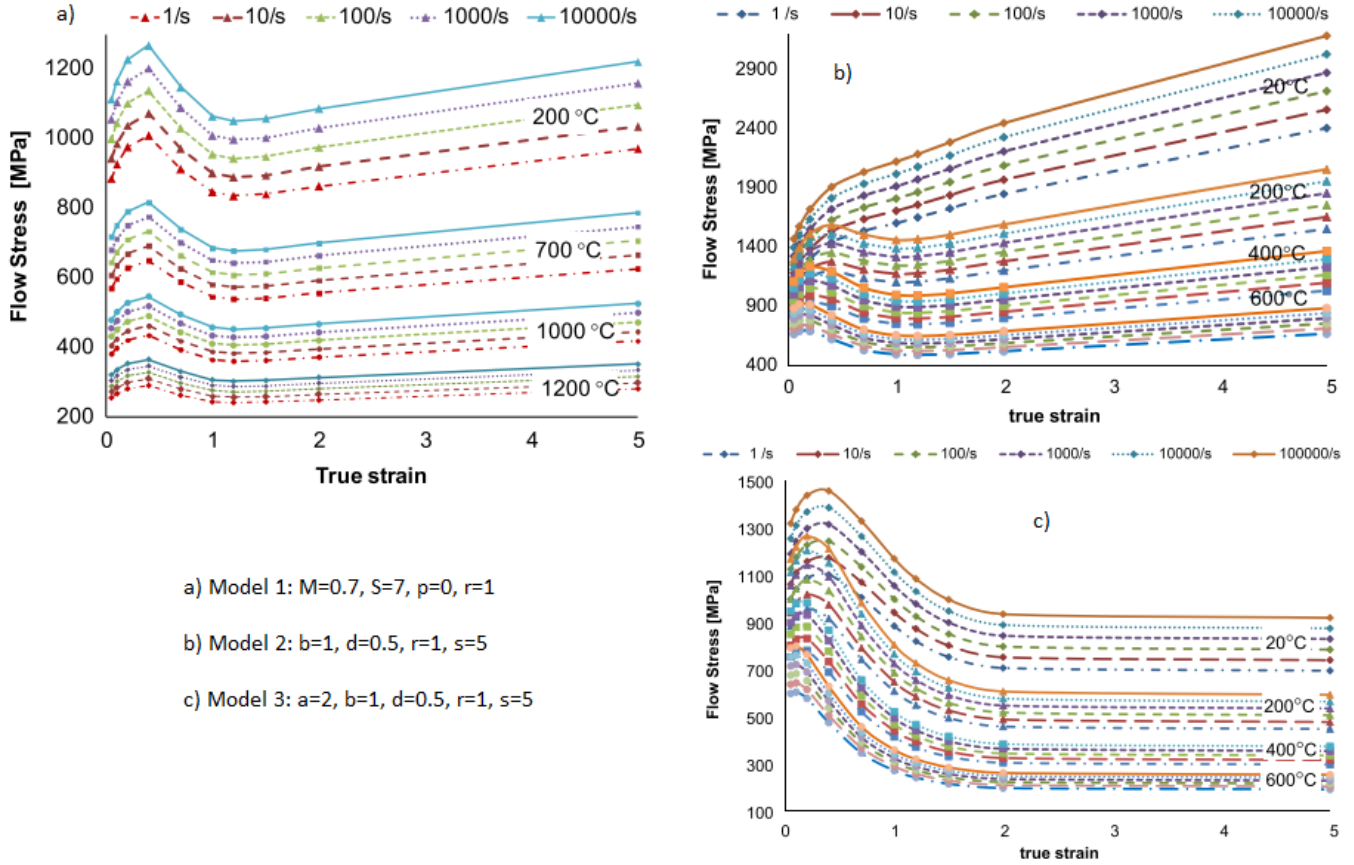 a)
1/s 10/s 100/s 1000/s 10000/s
1200
1000
800
600
400
200
Flow Stress [MPa]
200 °C
700 °C
1000 °C
1200 °C
0 1 2 3 4 5
True strain
1 /s 10/s 100/s 1000/s 10000/s
b)
2900
2400
1900
1400
900
400
Flow Stress [MPa]
20°C
200°C
400°C
600°C
0 1 2 3 4 5
true strain
1 /s 10/s 100/s 1000/s 10000/s 100000/s
c)
1500
1300
1100
900
700
500
300
100
Flow Stress [MPa]
20°C
200°C
400°C
600°C
0 1 2 3 4 5
true strain
a) Model 1: M=0.7, S=7, p=0, r=1
b) Model 2: b=1, d=0.5, r=1, s=5
c) Model 3: a=2, b=1, d=0.5, r=1, s=5